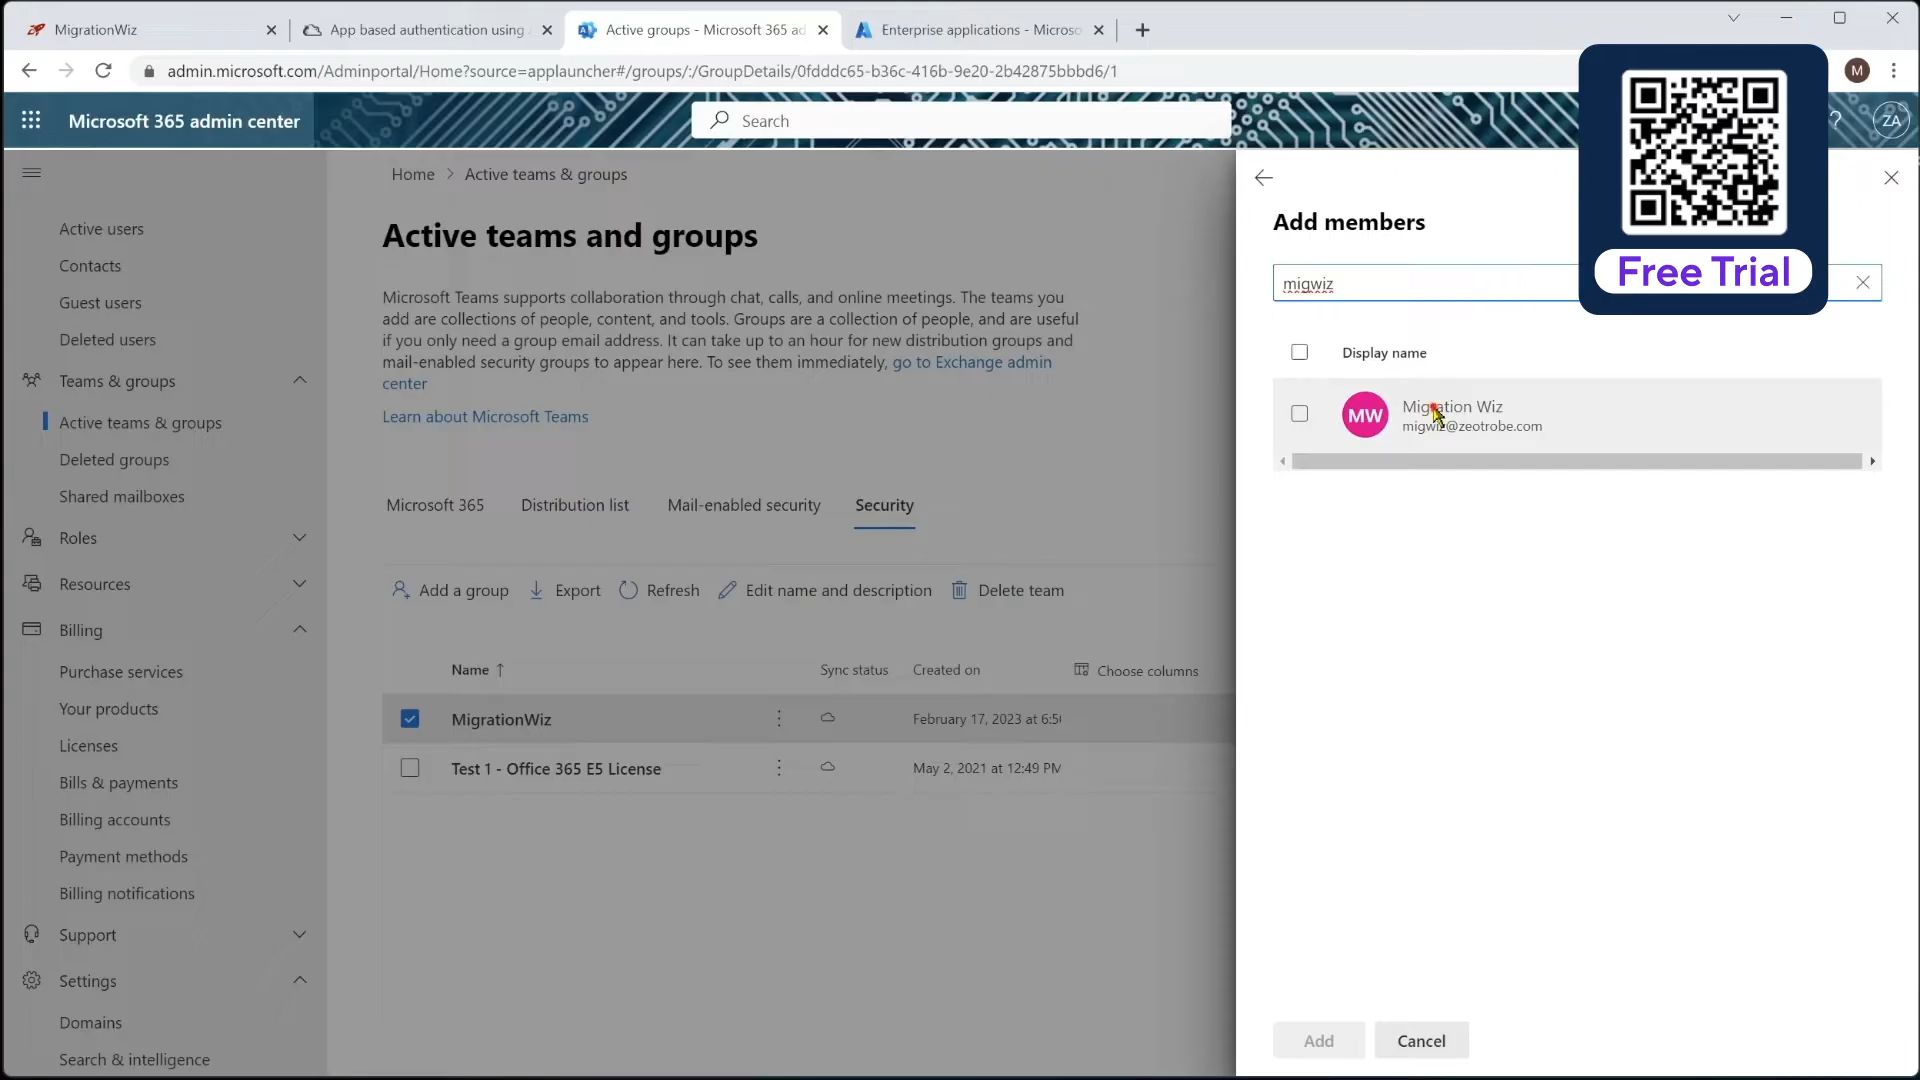 MigrationWiz
App based authentication using
Active groups - Microsoft 365 ad
Enterprise applications - Microso
admin.microsoft.com/Adminportal/Home?source=applauncher#/groups/:/GroupDetails/0fdddc65-b36c-416b-9e20-2b42875bbbd6/1
M
Microsoft 365 admin center
Search
?
ZA
Free Trial
Active users
Contacts
Guest users
Deleted users
Teams & groups
Active teams & groups
Deleted groups
Shared mailboxes
Roles
Resources
Billing
Purchase services
Your products
Licenses
Bills & payments
Billing accounts
Payment methods
Billing notifications
Support
Settings
Domains
Search & intelligence
Home > Active teams & groups
Active teams and groups
Microsoft Teams supports collaboration through chat, calls, and online meetings. The teams you
add are collections of people, content, and tools. Groups are a collection of people, and are useful
if you only need a group email address. It can take up to an hour for new distribution groups and
mail-enabled security groups to appear here. To see them immediately, go to Exchange admin
center
Learn about Microsoft Teams
Microsoft 365
Distribution list
Mail-enabled security
Security
Add a group
Export
Refresh
Edit name and description
Delete team
Name ↑
Sync status
Created on
Choose columns
MigrationWiz
February 17, 2023 at 6:5
Test 1 - Office 365 E5 License
May 2, 2021 at 12:49 PM
Add members
migwiz
Display name
MW
Migration Wiz
migwiz@zeotrobe.com
Add
Cancel